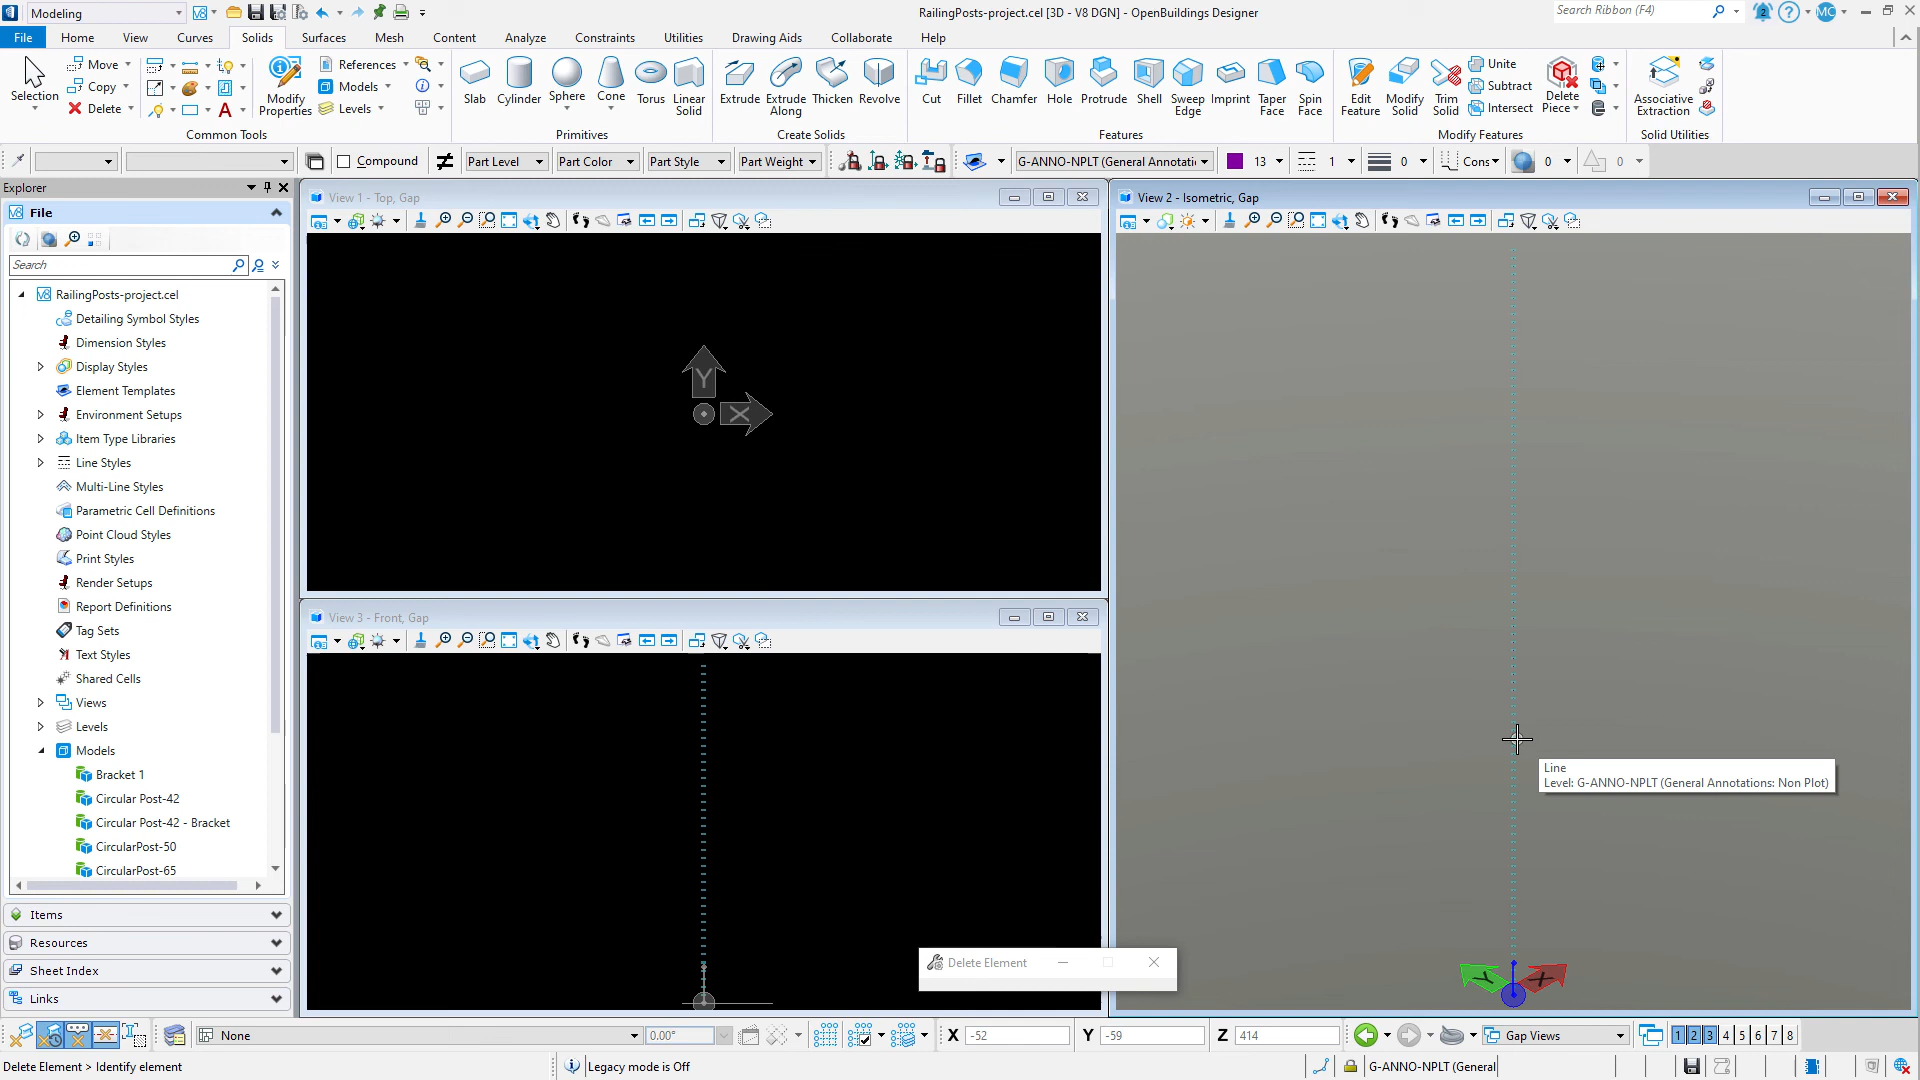 Modeling
RailingPosts-project.cel [3D - V8 DGN] - OpenBuildings Designer
Search Ribbon (F4)
2
MC
File Home View Curves Solids Surfaces Mesh Content Analyze Constraints Utilities Drawing Aids Collaborate Help
Selection
Move
Copy
Delete
Modify Properties
References
Models
Levels
Slab Cylinder Sphere Cone Torus Linear Solid
Extrude Extrude Along Thicken Revolve
Cut Fillet Chamfer Hole Protrude Shell Sweep Edge Imprint Taper Face Spin Face
Edit Feature Modify Solid Trim Solid
Unite
Subtract
Intersect
Delete Piece
Associative Extraction
Common Tools Primitives Create Solids Features Modify Features Solid Utilities
Compound Part Level Part Color Part Style Part Weight G-ANNO-NPLT (General Annotati 13 1 0 Cons 0 0
Explorer
File
Search
RailingPosts-project.cel
Detailing Symbol Styles
Dimension Styles
Display Styles
Element Templates
Environment Setups
Item Type Libraries
Line Styles
Multi-Line Styles
Parametric Cell Definitions
Point Cloud Styles
Print Styles
Render Setups
Report Definitions
Tag Sets
Text Styles
Shared Cells
Views
Levels
Models
Bracket 1
Circular Post-42
Circular Post-42 - Bracket
CircularPost-50
CircularPost-65
Items
Resources
Sheet Index
Links
View 1 - Top, Gap
Y
X
View 3 - Front, Gap
View 2 - Isometric, Gap
Line
Level: G-ANNO-NPLT (General Annotations: Non Plot)
Y X
Delete Element
None 0.00° X -52 Y -59 Z 414 Gap Views 1 2 3 4 5 6 7 8
Delete Element > Identify element
Legacy mode is Off
G-ANNO-NPLT (General